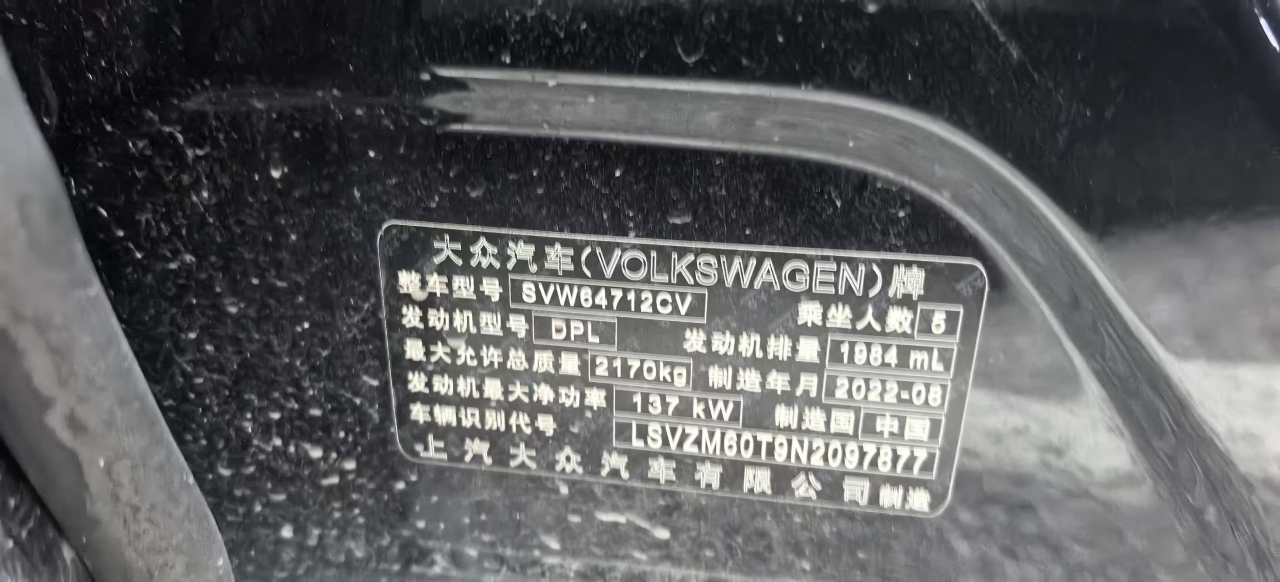 大众汽车(VOLKSWAGEN)牌
整车型号 SVW64712CV 乘坐人数 5
发动机型号 DPL 发动机排量 1984 mL
最大允许总质量 2170kg 制造年月 2022-08
发动机最大净功率 137 kW 制造国 中国
车辆识别代号 LSVZM60T9N2097877
上汽大众汽车有限公司制造